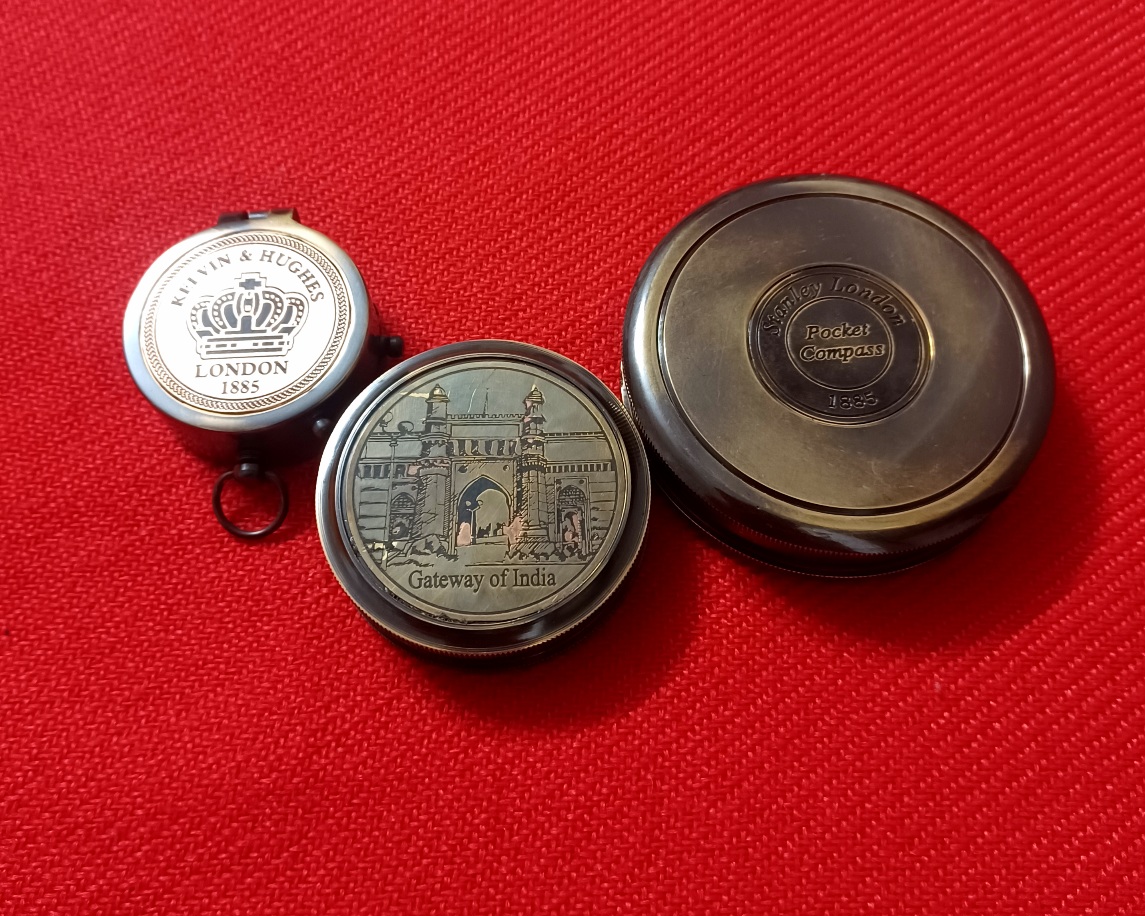 KELVIN & HUGHES
LONDON
1885
Gateway of India
Stanley London
Pocket
Compass
1885